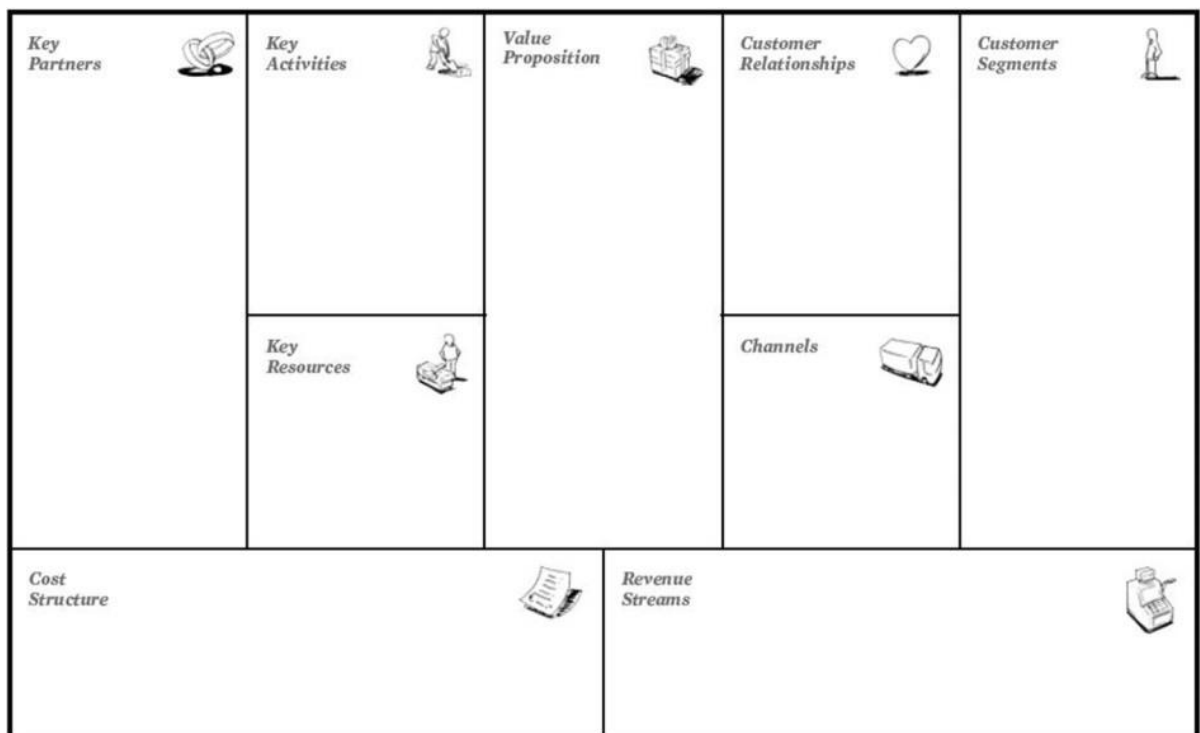 Key
Partners
Key
Activities
Value
Proposition
Customer
Relationships
Customer
Segments
Key
Resources
Channels
Cost
Structure
Revenue
Streams